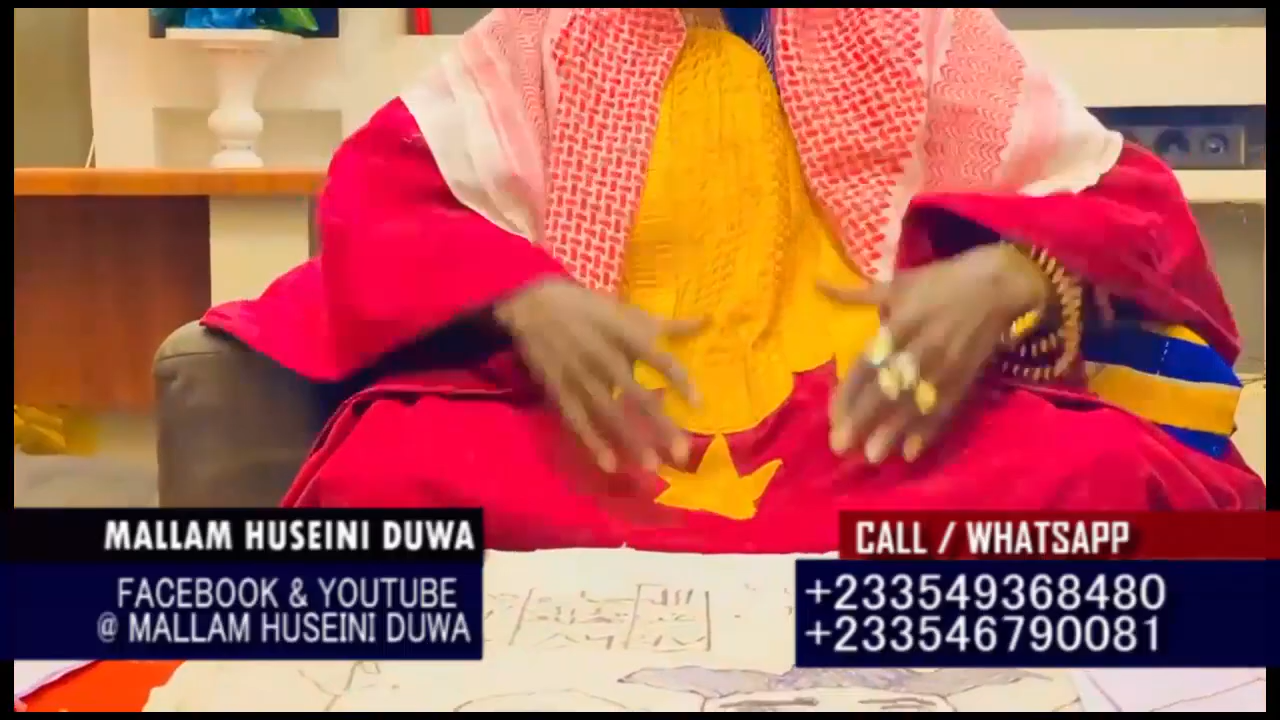 MALLAM HUSEINI DUWA
FACEBOOK & YOUTUBE
@ MALLAM HUSEINI DUWA
CALL / WHATSAPP
+233549368480
+233546790081